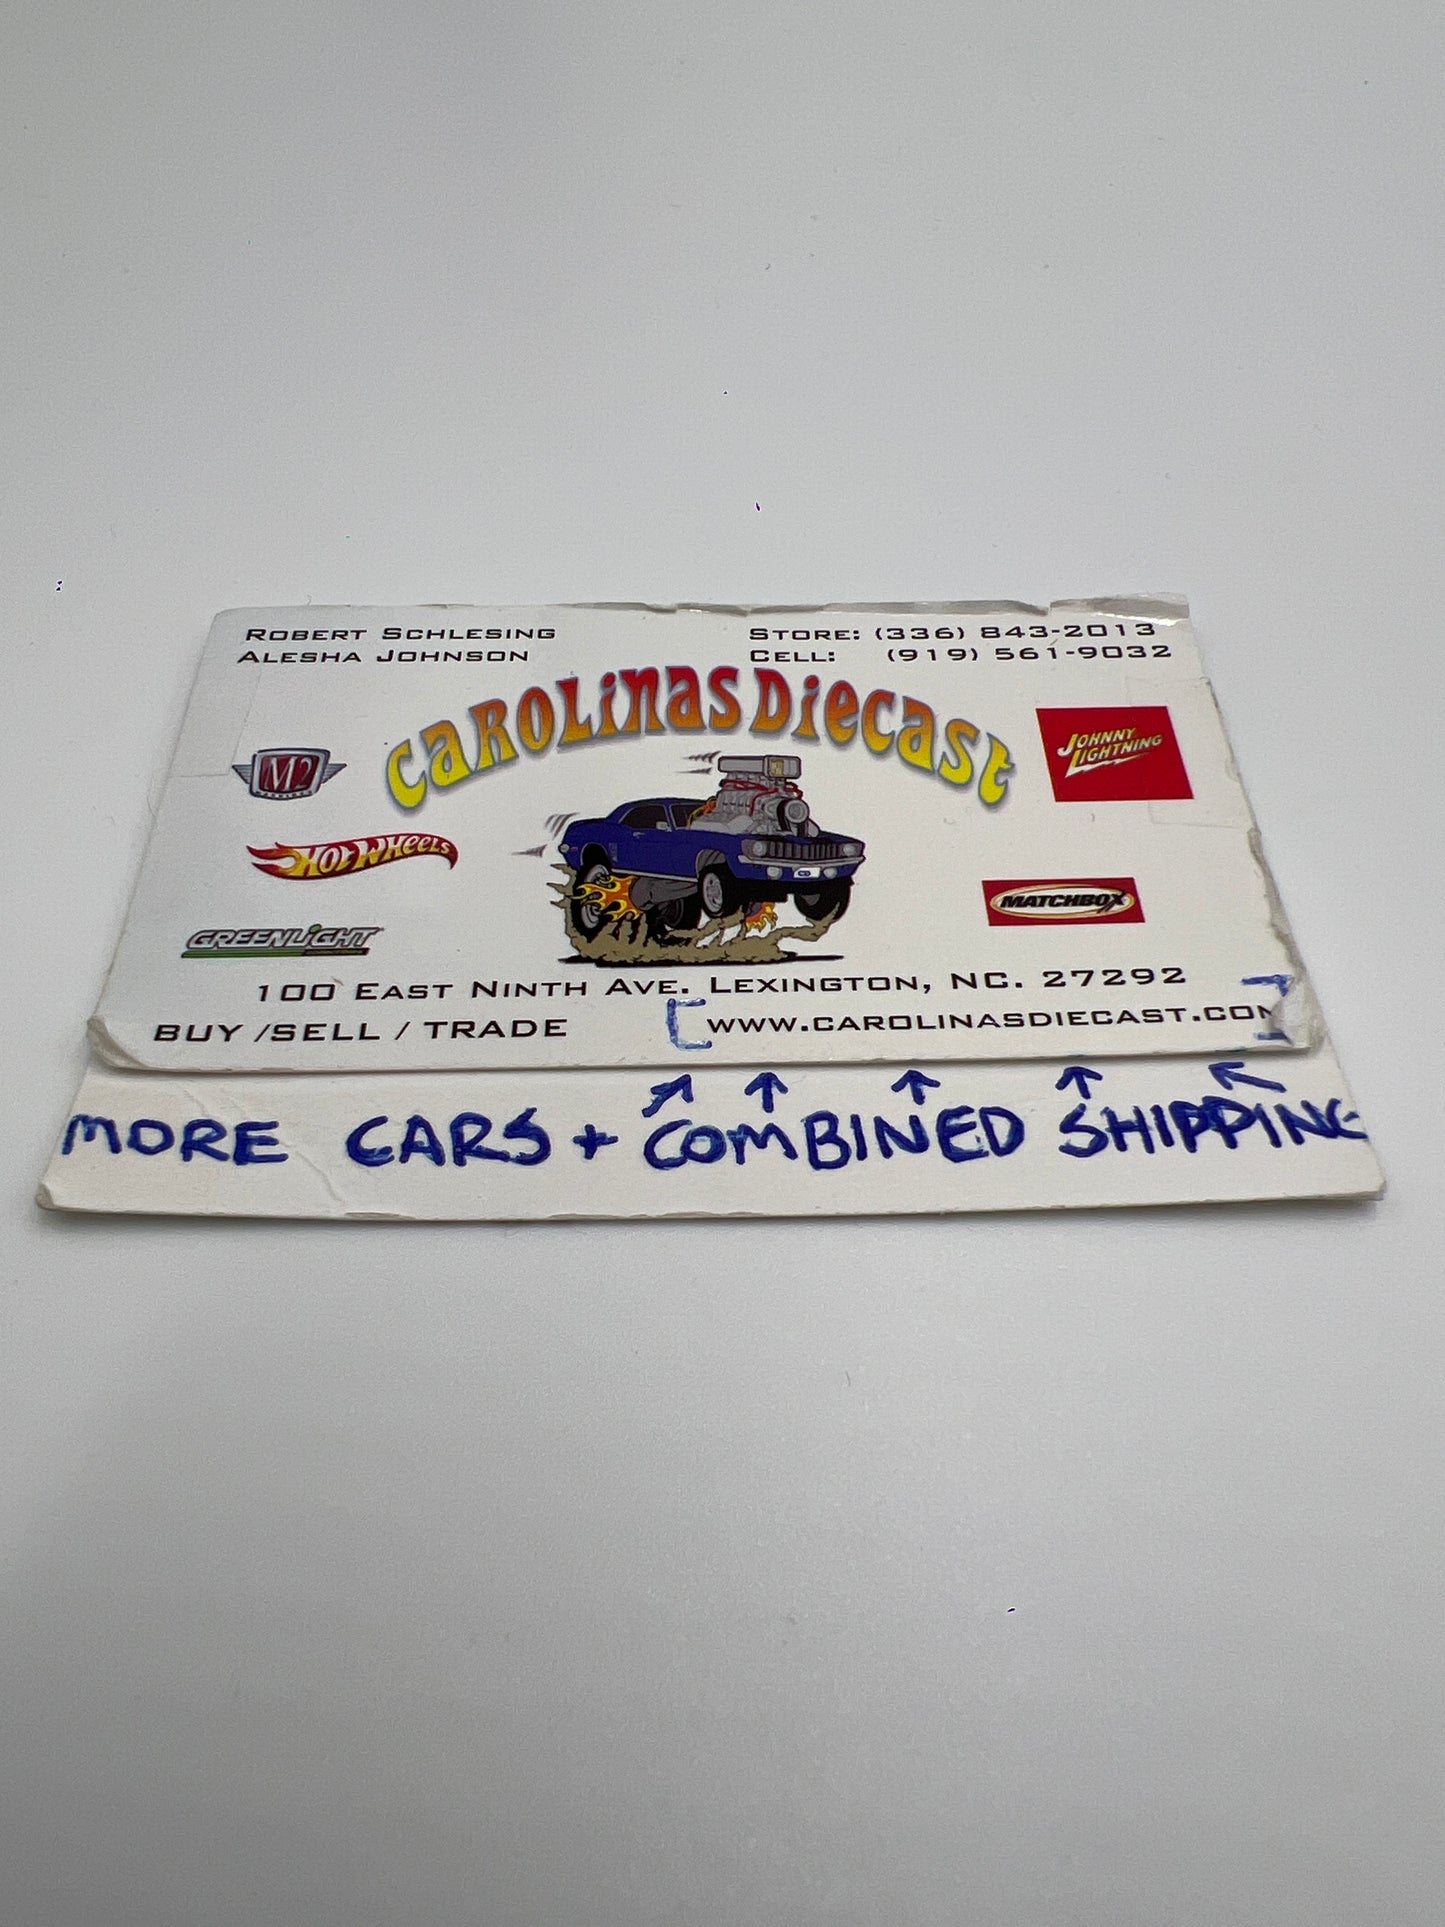 ROBERT SCHLESING
ALESHA JOHNSON
STORE: (336) 843-2013
CELL: (919) 561-9032
CAROLINAS DIECAST
M2
MACHINES
JOHNNY
LIGHTNING
HOT WHEELS
MATCHBOX
GREENLIGHT
100 EAST NINTH AVE. LEXINGTON, NC. 27292
BUY /SELL / TRADE
[WWW.CAROLINASDIECAST.COM]
MORE CARS + COMBINED SHIPPING